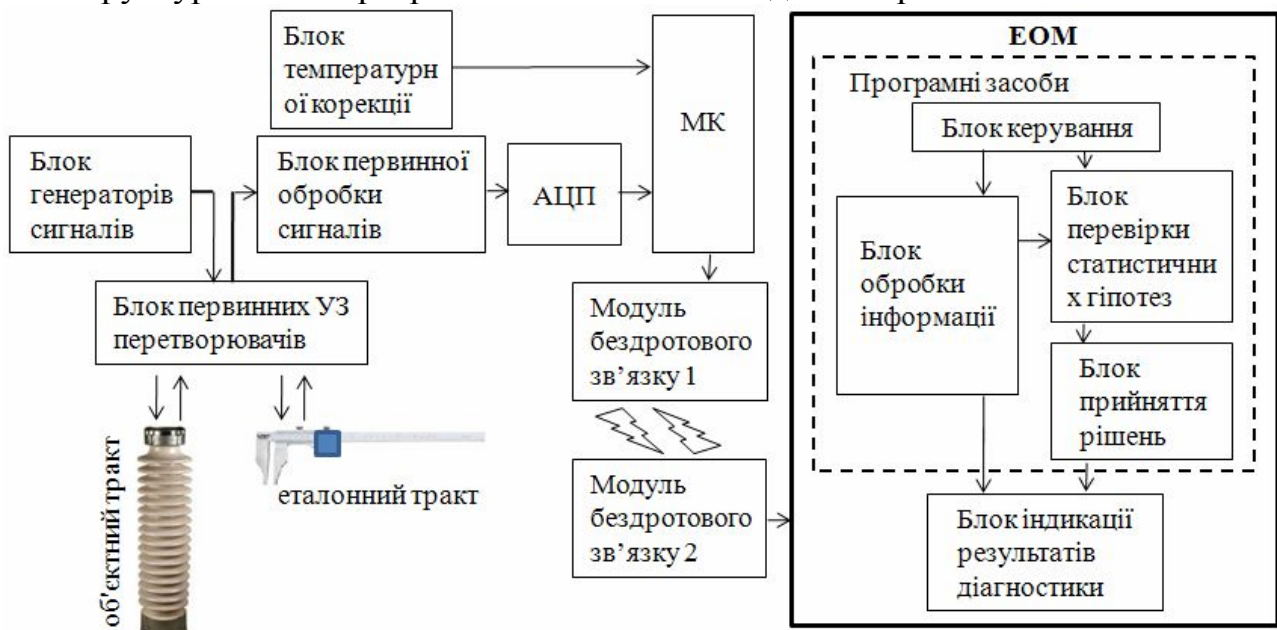 Блок
температурн
ої корекції
МК
Блок
генераторів
сигналів
Блок первинної
обробки
сигналів
АЦП
Блок первинних УЗ
перетворювачів
об'єктний тракт
еталонний тракт
Модуль
бездротового
зв’язку 1
Модуль
бездротового
зв’язку 2
ЕОМ
Програмні засоби
Блок керування
Блок
обробки
інформації
Блок
перевірки
статистични
х гіпотез
Блок
прийняття
рішень
Блок індикації
результатів
діагностики